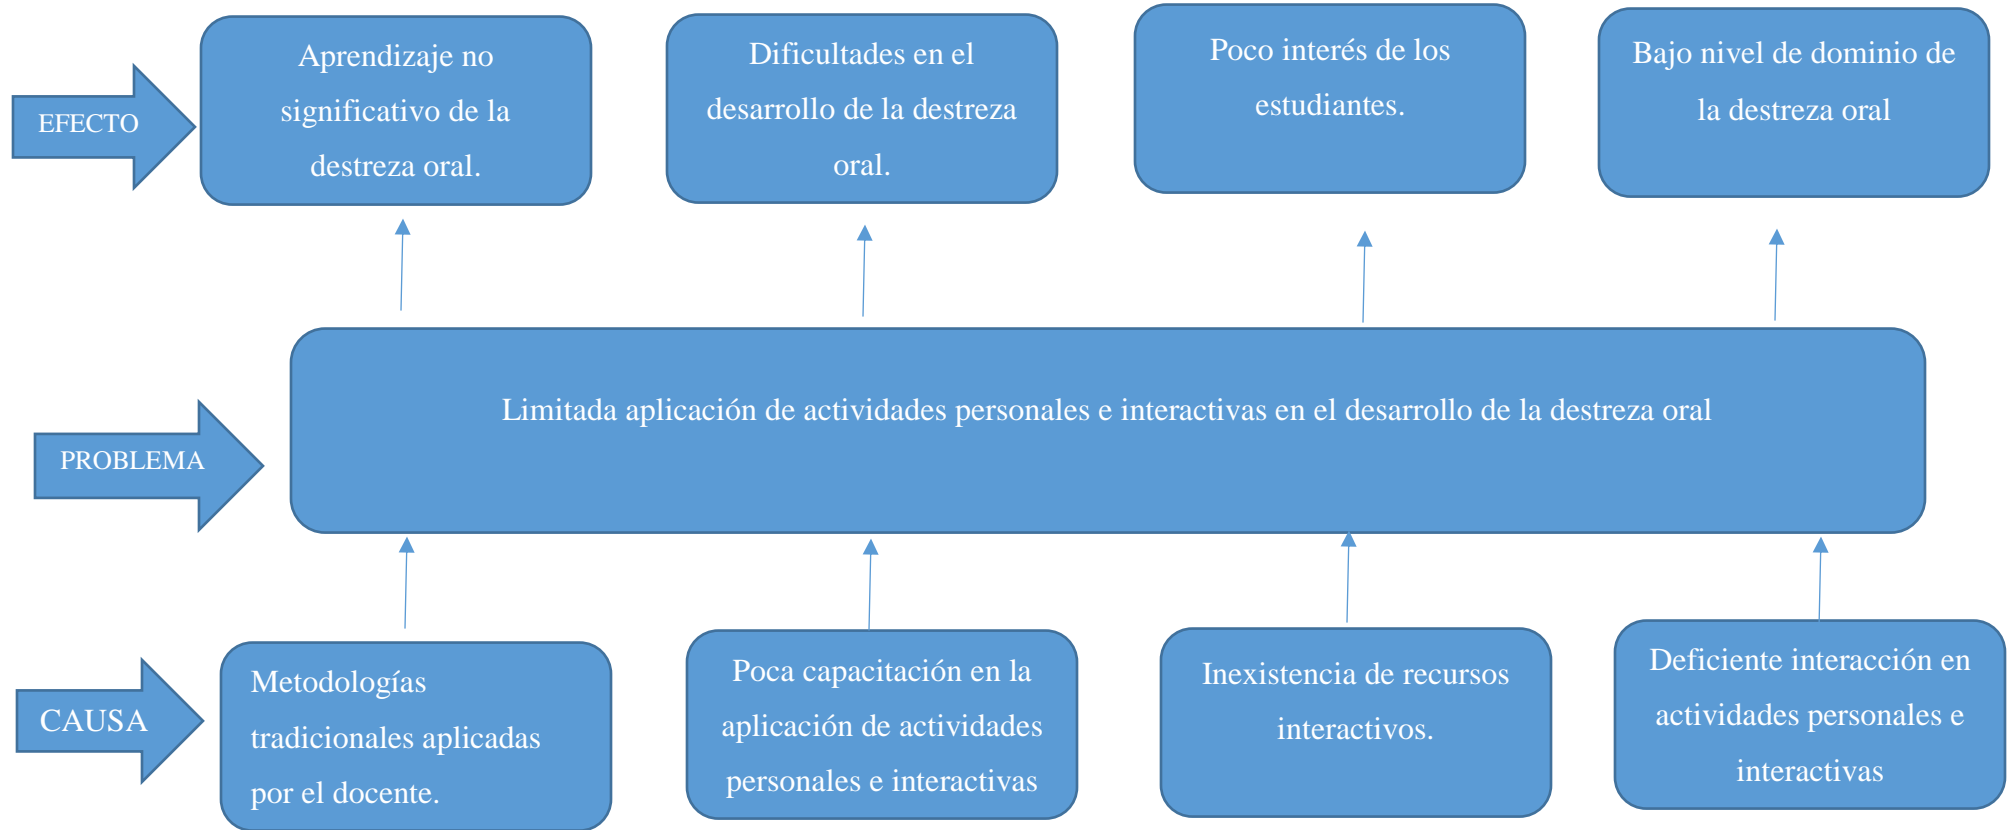 EFECTO
Aprendizaje no
significativo de la
destreza oral.
Dificultades en el
desarrollo de la destreza
oral.
Poco interés de los
estudiantes.
Bajo nivel de dominio de
la destreza oral
PROBLEMA
Limitada aplicación de actividades personales e interactivas en el desarrollo de la destreza oral
CAUSA
Metodologías
tradicionales aplicadas
por el docente.
Poca capacitación en la
aplicación de actividades
personales e interactivas
Inexistencia de recursos
interactivos.
Deficiente interacción en
actividades personales e
interactivas